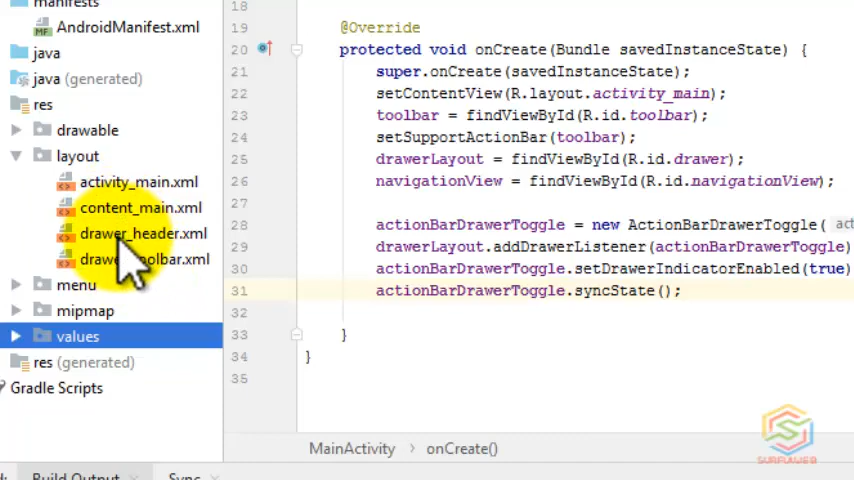 manifests
AndroidManifest.xml
java
java (generated)
res
drawable
layout
activity_main.xml
content_main.xml
drawer_header.xml
toolbar.xml
menu
mipmap
values
res (generated)
Gradle Scripts
18
19 @Override
20 protected void onCreate(Bundle savedInstanceState) {
21 super.onCreate(savedInstanceState);
22 setContentView(R.layout.activity_main);
23 toolbar = findViewById(R.id.toolbar);
24 setSupportActionBar(toolbar);
25 drawerLayout = findViewById(R.id.drawer);
26 navigationView = findViewById(R.id.navigationView);
28 actionBarDrawerToggle = new ActionBarDrawerToggle(
29 drawerLayout.addDrawerListener(actionBarDrawerToggle)
30 actionBarDrawerToggle.setDrawerIndicatorEnabled(true)
31 actionBarDrawerToggle.syncState();
32
33 }
34 }
35
MainActivity > onCreate()
Build Output
Sync